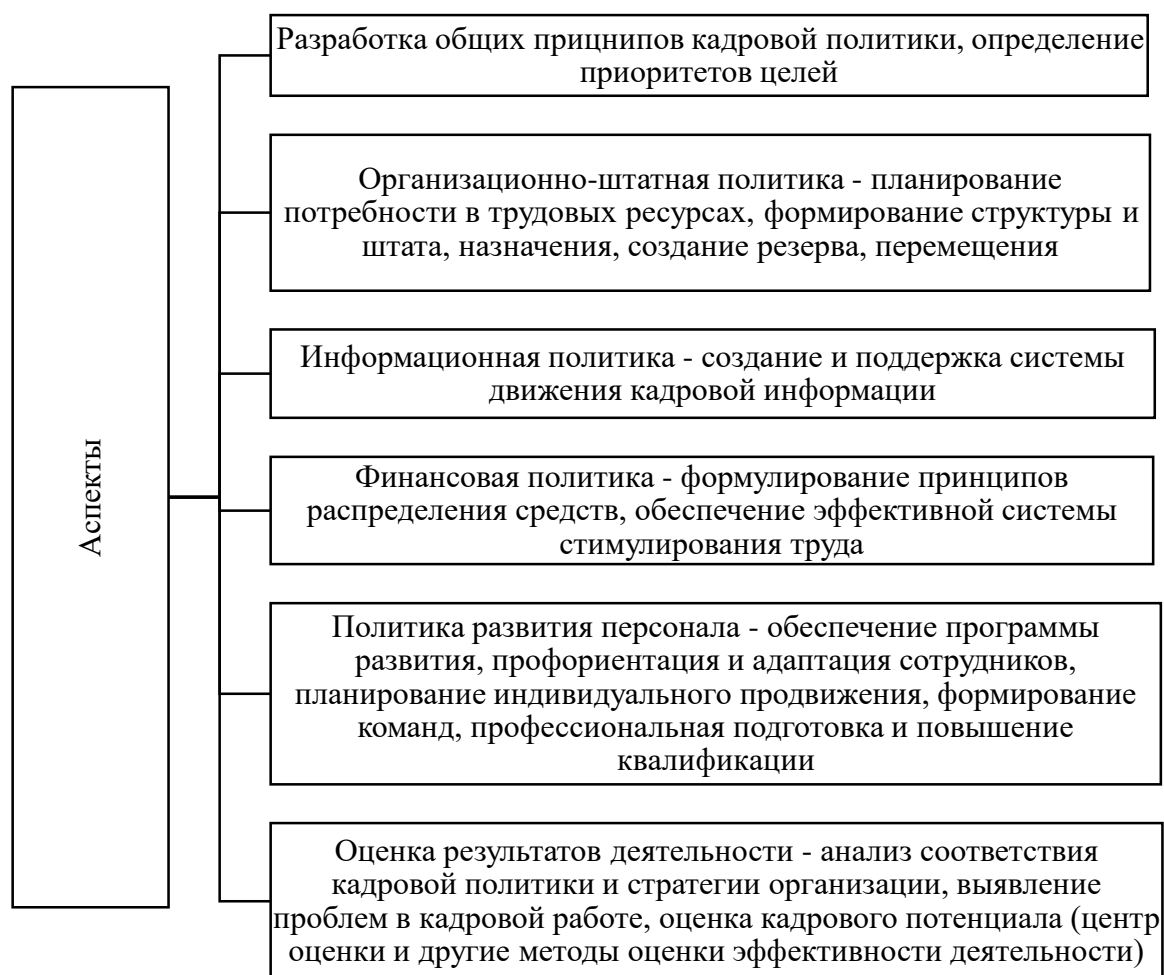 Аспекты
Разработка общих прицнипов кадровой политики, определение
приоритетов целей
Организационно-штатная политика - планирование
потребности в трудовых ресурсах, формирование структуры и
штата, назначения, создание резерва, перемещения
Информационная политика - создание и поддержка системы
движения кадровой информации
Финансовая политика - формулирование принципов
распределения средств, обеспечение эффективной системы
стимулирования труда
Политика развития персонала - обеспечение программы
развития, профориентация и адаптация сотрудников,
планирование индивидуального продвижения, формирование
команд, профессиональная подготовка и повышение
квалификации
Оценка результатов деятельности - анализ соответствия
кадровой политики и стратегии организации, выявление
проблем в кадровой работе, оценка кадрового потенциала (центр
оценки и другие методы оценки эффективности деятельности)